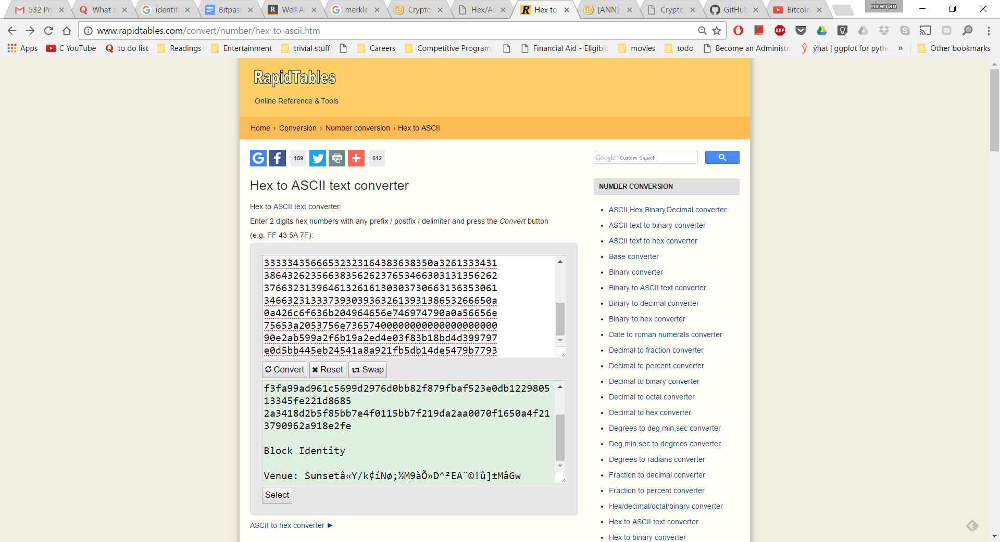 532 Pr
What a
identifi
Bitpass
Well A
merkle
Crypto
Hex/As
Hex to
[ANN]
Crypto
GitHub
Bitcoin
niranjan
www.rapidtables.com/convert/number/hex-to-ascii.htm
Apps
C YouTube
to do list
Readings
Entertainment
trivial stuff
Careers
Competitive Program
Financial Aid - Eligibili
movies
todo
Become an Administra
ŷhat | ggplot for pytho
»
Other bookmarks
RapidTables
Online Reference & Tools
Home › Conversion › Number conversion › Hex to ASCII
159
612
Google™ Custom Search
Hex to ASCII text converter
Hex to ASCII text converter.
Enter 2 digits hex numbers with any prefix / postfix / delimiter and press the Convert button
(e.g. FF 43 5A 7F):
33333435666532323164383638350a3261333431
3864326235663835626237653466303131356262
3766323139646132616130303730663136353061
346632313337393039363261393138653266650a
0a426c6f636b204964656e746974790a0a56656e
75653a2053756e73657400000000000000000000
90e2ab599a2f6b19a2ed4e03f83b18bd4d399797
e0d5bb445eb24541a8a921fb5db14de5479b7793
Convert
Reset
Swap
f3fa99ad961c5699d2976d0bb82f879fbaf523e0db1229805
13345fe221d8685
2a3418d2b5f85bb7e4f0115bb7f219da2aa0070f1650a4f21
3790962a918e2fe
Block Identity
Venue: Sunsetâ«Y/k¢íNø;½M9àÕ»D^²EA¨©!û]±MåGw
Select
ASCII to hex converter ►
NUMBER CONVERSION
• ASCII,Hex,Binary,Decimal converter
• ASCII text to binary converter
• ASCII text to hex converter
• Base converter
• Binary converter
• Binary to ASCII text converter
• Binary to decimal converter
• Binary to hex converter
• Date to roman numerals converter
• Decimal to fraction converter
• Decimal to percent converter
• Decimal to binary converter
• Decimal to octal converter
• Decimal to hex converter
• Degrees to deg,min,sec converter
• Deg,min,sec to degrees converter
• Degrees to radians converter
• Fraction to decimal converter
• Fraction to percent converter
• Hex/decimal/octal/binary converter
• Hex to ASCII text converter
• Hex to binary converter